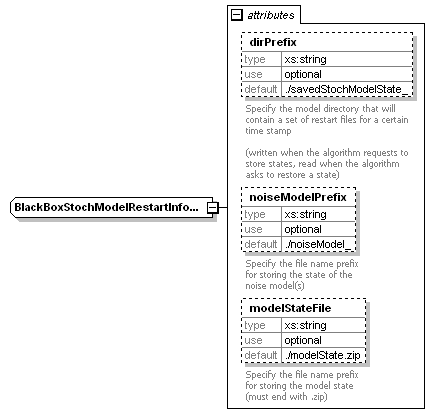 attributes
dirPrefix
type xs:string
use optional
default ./savedStochModelState_
Specify the model directory that will
contain a set of restart files for a certain
time stamp
(written when the algorithm requests to
store states, read when the algorithm
asks to restore a state)
BlackBoxStochModelRestartInfo...
noiseModelPrefix
type xs:string
use optional
default ./noiseModel_
Specify the file name prefix
for storing the state of the
noise model(s)
modelStateFile
type xs:string
use optional
default ./modelState.zip
Specify the file name prefix
for storing the model state
(must end with .zip)